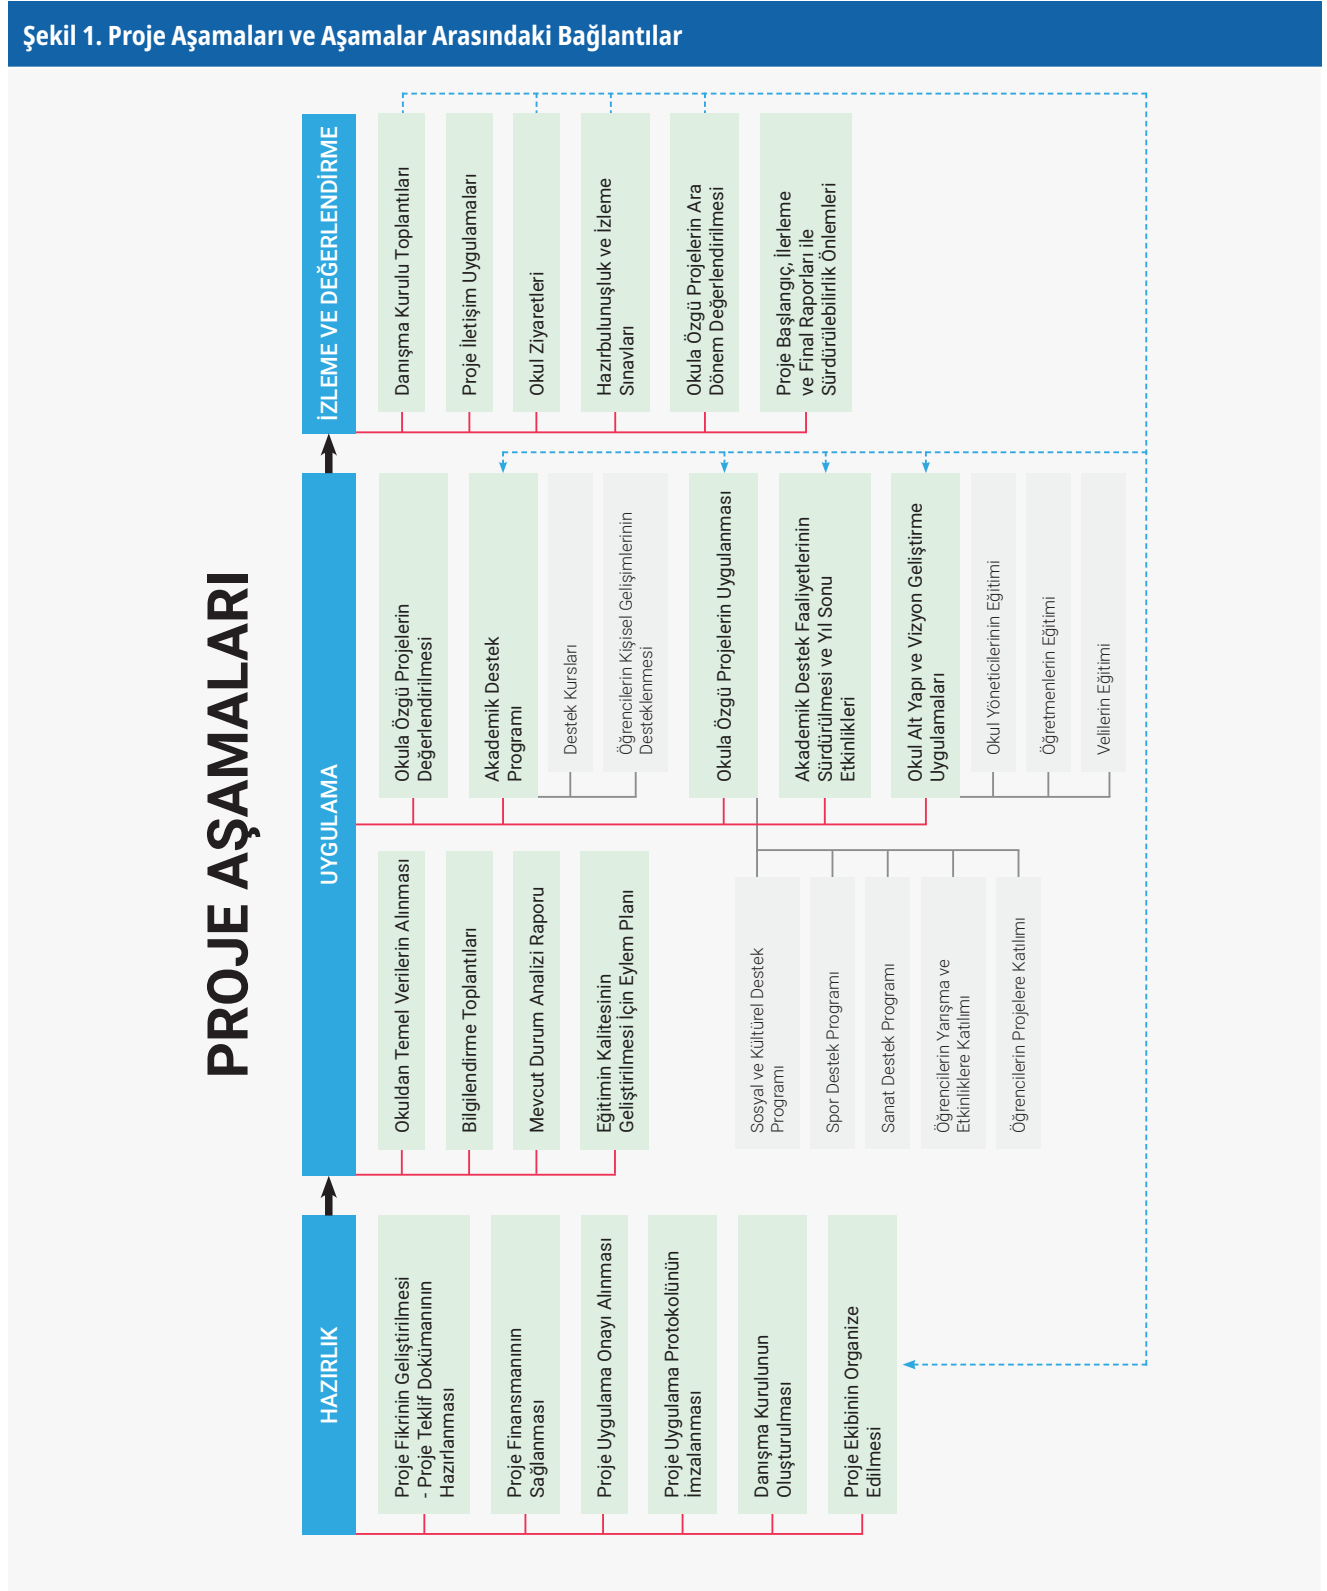 Şekil 1. Proje Aşamaları ve Aşamalar Arasındaki Bağlantılar
PROJE AŞAMALARI
HAZIRLIK
Proje Fikrinin Geliştirilmesi
- Proje Teklif Dokümanının
Hazırlanması
Proje Finansmanının
Sağlanması
Proje Uygulama Onayı Alınması
Proje Uygulama Protokolünün
İmzalanması
Danışma Kurulunun
Oluşturulması
Proje Ekibinin Organize
Edilmesi
UYGULAMA
Okuldan Temel Verilerin Alınması
Bilgilendirme Toplantıları
Mevcut Durum Analizi Raporu
Eğitimin Kalitesinin
Geliştirilmesi İçin Eylem Planı
Okula Özgü Projelerin
Değerlendirilmesi
Akademik Destek
Programı
Destek Kursları
Öğrencilerin Kişisel Gelişimlerinin
Desteklenmesi
Okula Özgü Projelerin Uygulanması
Sosyal ve Kültürel Destek
Programı
Spor Destek Programı
Sanat Destek Programı
Öğrencilerin Yarışma ve
Etkinliklere Katılımı
Öğrencilerin Projelere Katılımı
Akademik Destek Faaliyetlerinin
Sürdürülmesi ve Yıl Sonu
Etkinlikleri
Okul Alt Yapı ve Vizyon Geliştirme
Uygulamaları
Okul Yöneticilerinin Eğitimi
Öğretmenlerin Eğitimi
Velilerin Eğitimi
İZLEME VE DEĞERLENDİRME
Danışma Kurulu Toplantıları
Proje İletişim Uygulamaları
Okul Ziyaretleri
Hazırbulunuşluk ve İzleme
Sınavları
Okula Özgü Projelerin Ara
Dönem Değerlendirilmesi
Proje Başlangıç, İlerleme
ve Final Raporları ile
Sürdürülebilirlik Önlemleri